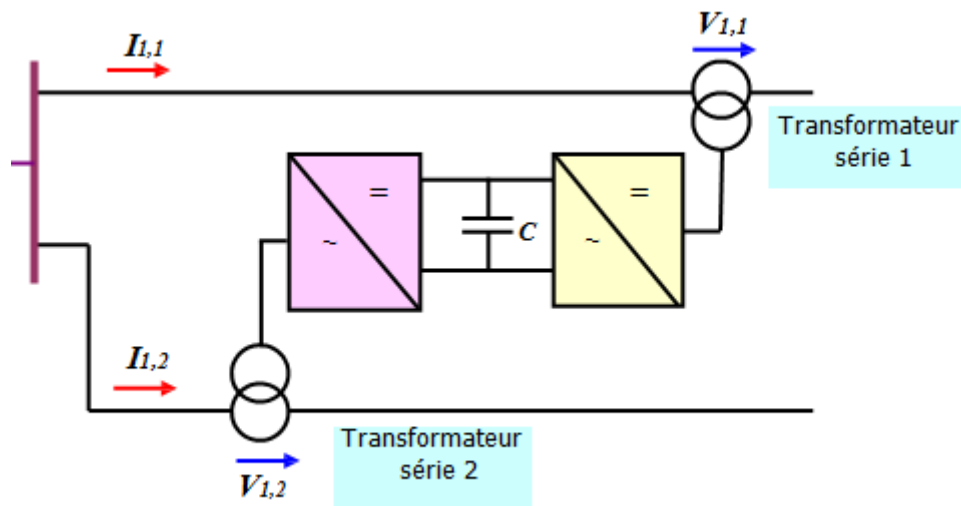 V1,1
I1,1
Transformateur
série 1
=
~
C
=
~
I1,2
Transformateur
série 2
V1,2